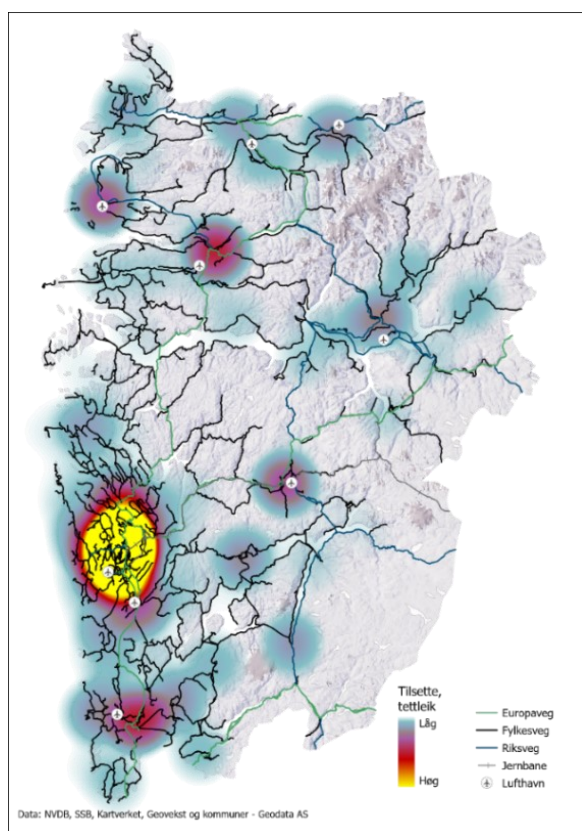 Tilsette,
tettleik
Låg
Høg
Europaveg
Fylkesveg
Riksveg
Jernbane
Lufthavn
Data: NVDB, SSB, Kartverket, Geovekst og kommuner - Geodata AS